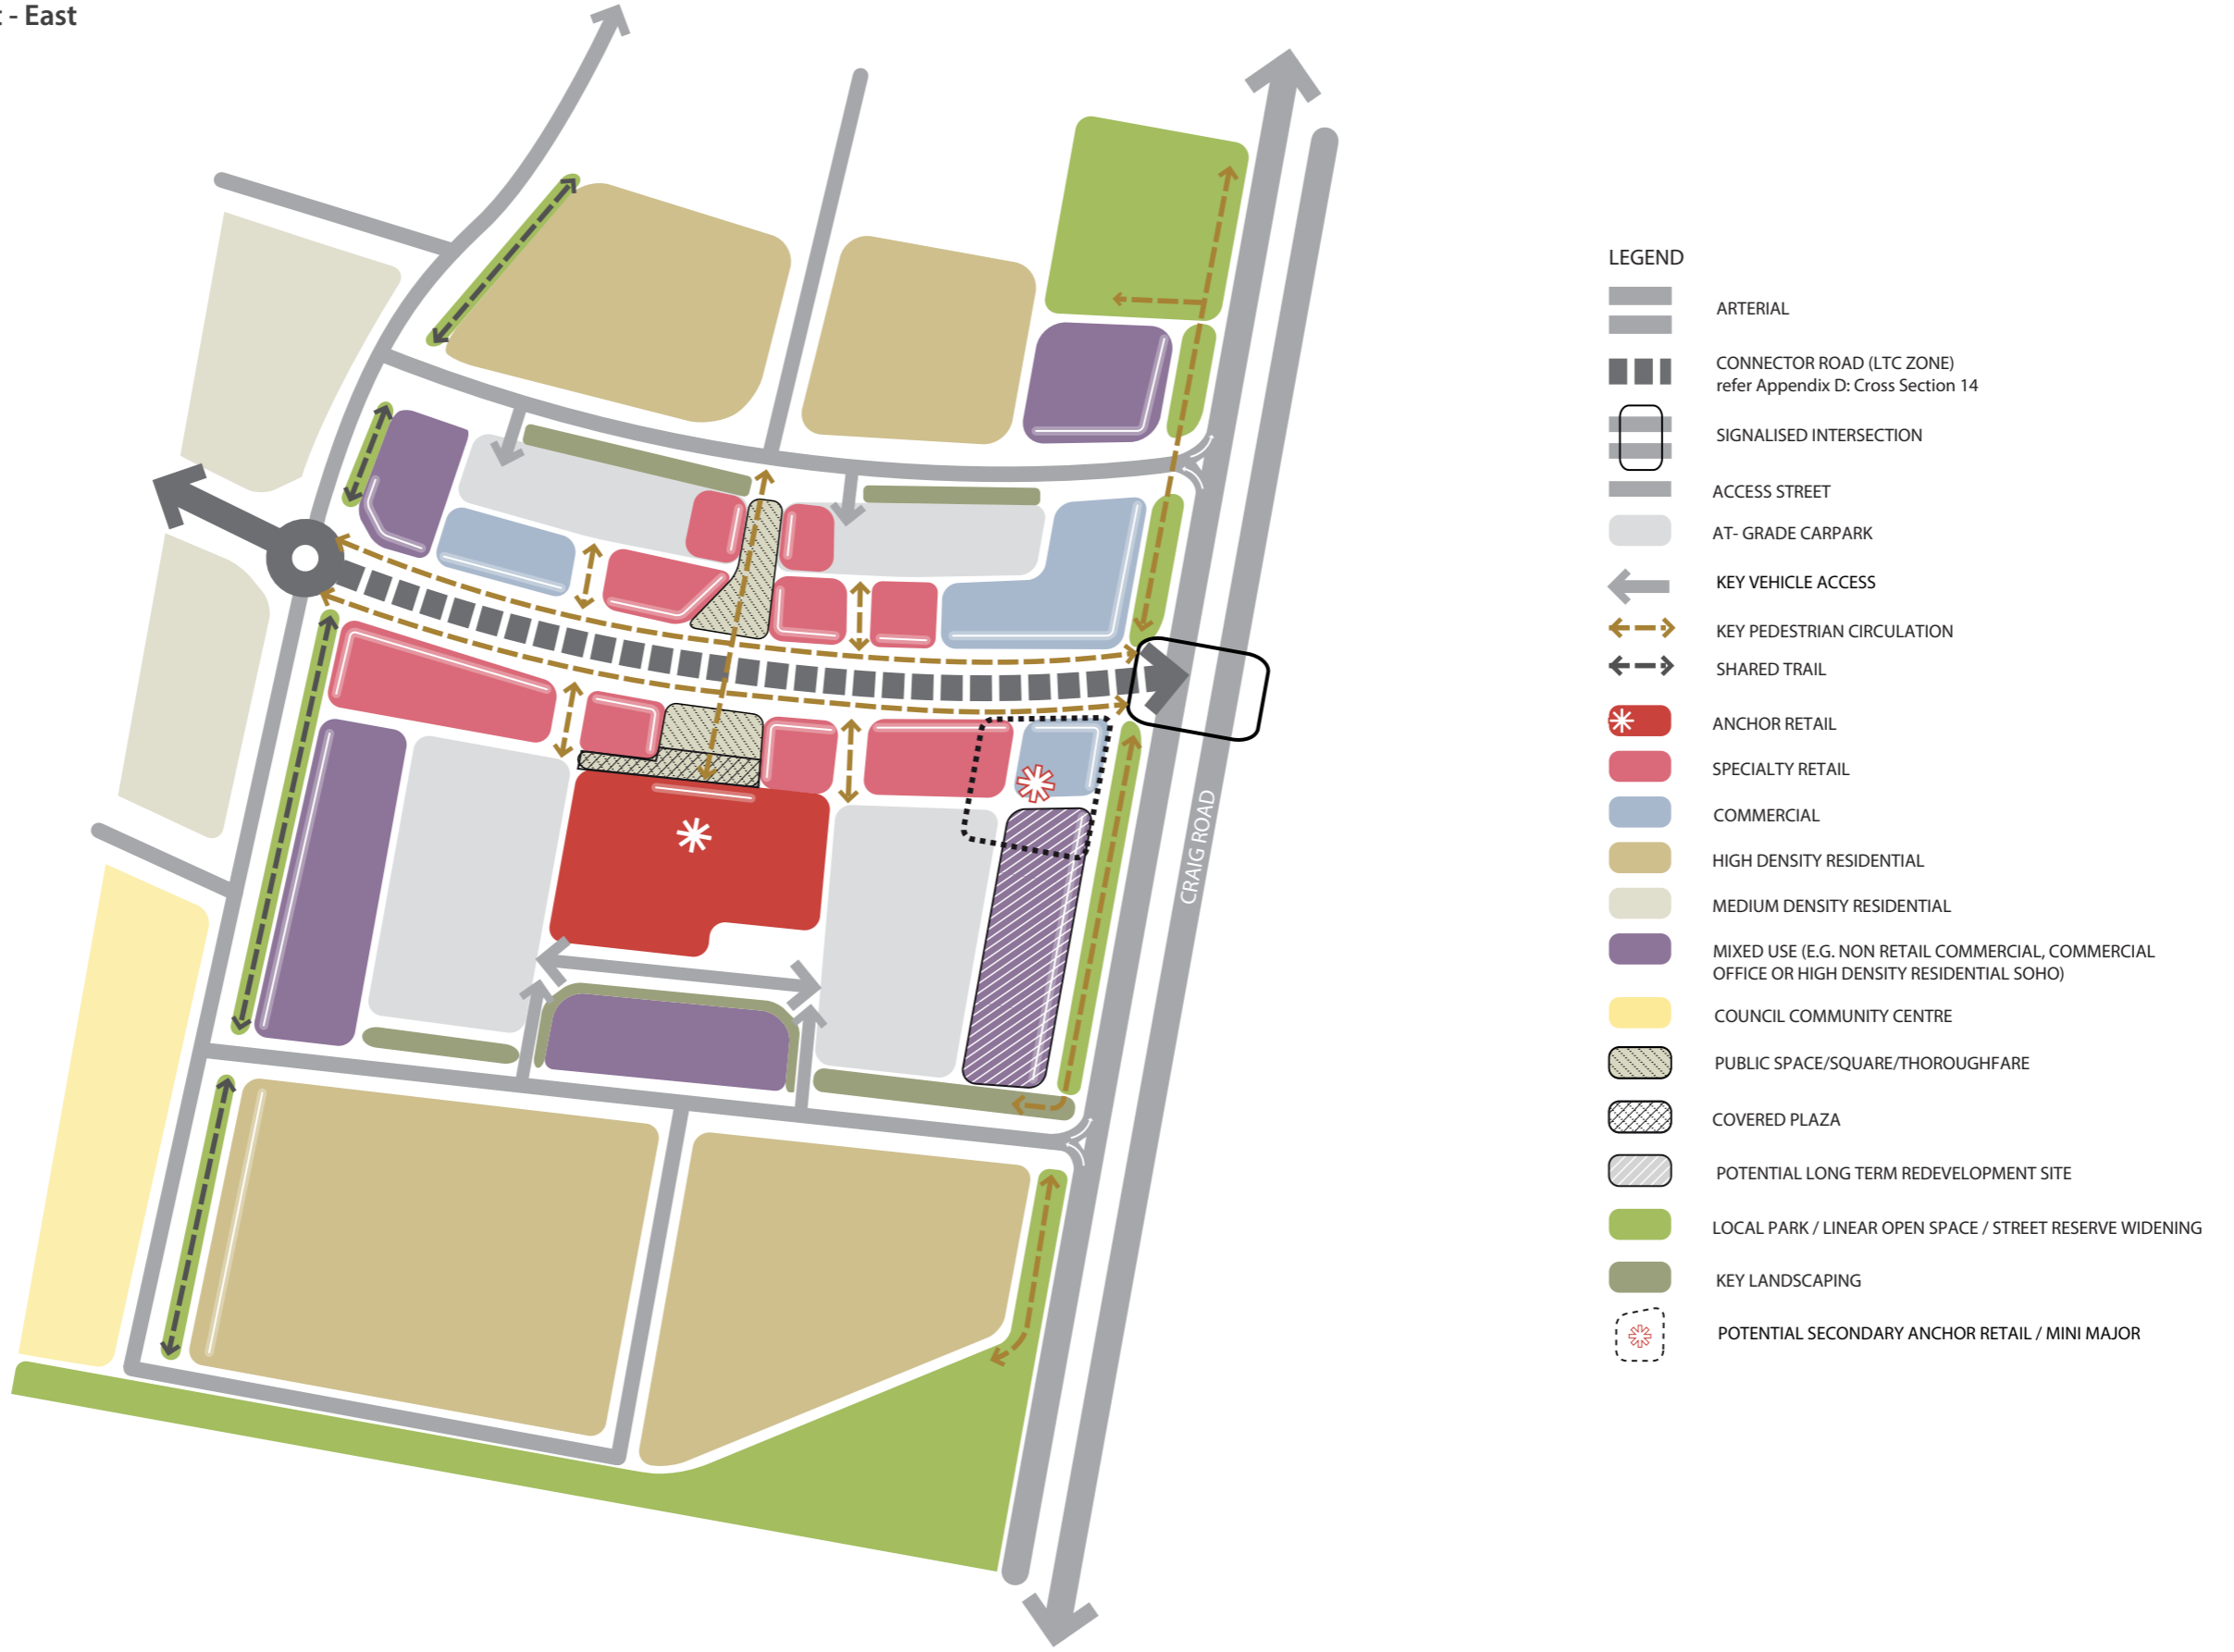 : - East
CRAIG ROAD
LEGEND
ARTERIAL
CONNECTOR ROAD (LTC ZONE)
refer Appendix D: Cross Section 14
SIGNALISED INTERSECTION
ACCESS STREET
AT- GRADE CARPARK
KEY VEHICLE ACCESS
KEY PEDESTRIAN CIRCULATION
SHARED TRAIL
ANCHOR RETAIL
SPECIALTY RETAIL
COMMERCIAL
HIGH DENSITY RESIDENTIAL
MEDIUM DENSITY RESIDENTIAL
MIXED USE (E.G. NON RETAIL COMMERCIAL, COMMERCIAL
OFFICE OR HIGH DENSITY RESIDENTIAL SOHO)
COUNCIL COMMUNITY CENTRE
PUBLIC SPACE/SQUARE/THOROUGHFARE
COVERED PLAZA
POTENTIAL LONG TERM REDEVELOPMENT SITE
LOCAL PARK / LINEAR OPEN SPACE / STREET RESERVE WIDENING
KEY LANDSCAPING
POTENTIAL SECONDARY ANCHOR RETAIL / MINI MAJOR